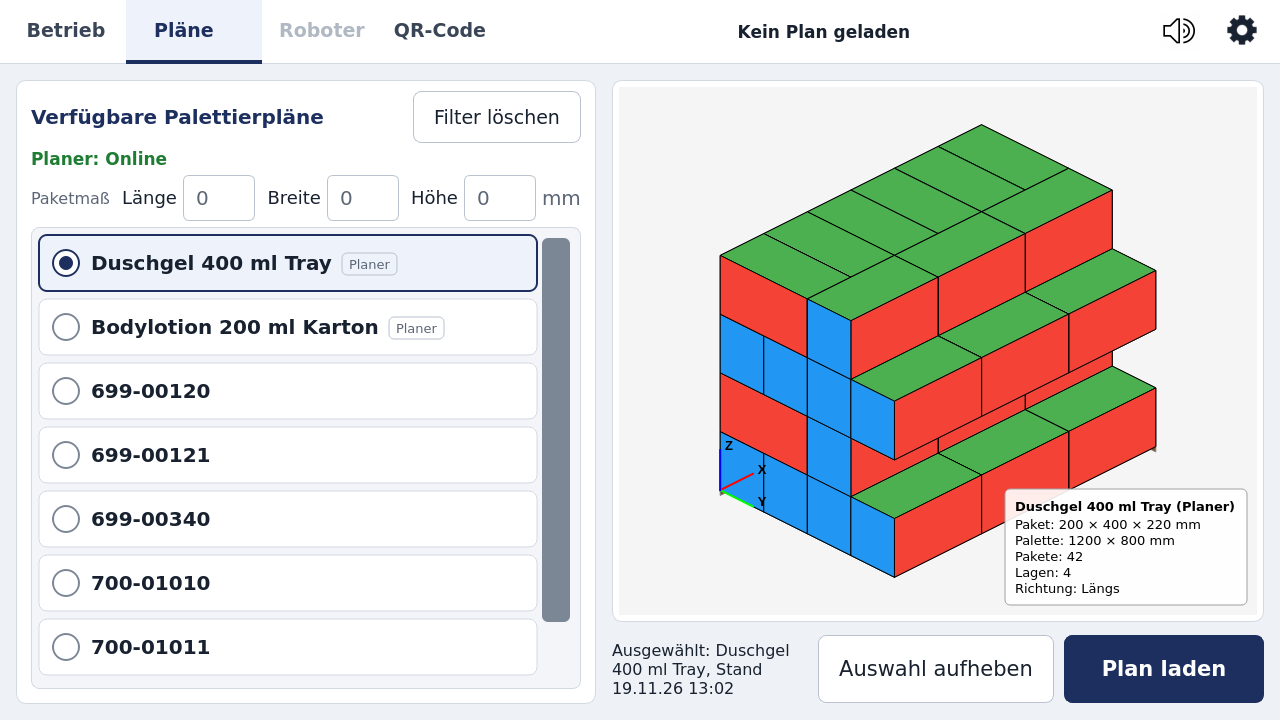 Betrieb
Pläne
Roboter
QR-Code
Kein Plan geladen
Verfügbare Palettierpläne
Filter löschen
Planer: Online
Paketmaß Länge 0 Breite 0 Höhe 0 mm
Duschgel 400 ml Tray Planer
Bodylotion 200 ml Karton Planer
699-00120
699-00121
699-00340
700-01010
700-01011
Z
X
Y
Duschgel 400 ml Tray (Planer)
Paket: 200 × 400 × 220 mm
Palette: 1200 × 800 mm
Pakete: 42
Lagen: 4
Richtung: Längs
Ausgewählt: Duschgel
400 ml Tray, Stand
19.11.26 13:02
Auswahl aufheben
Plan laden